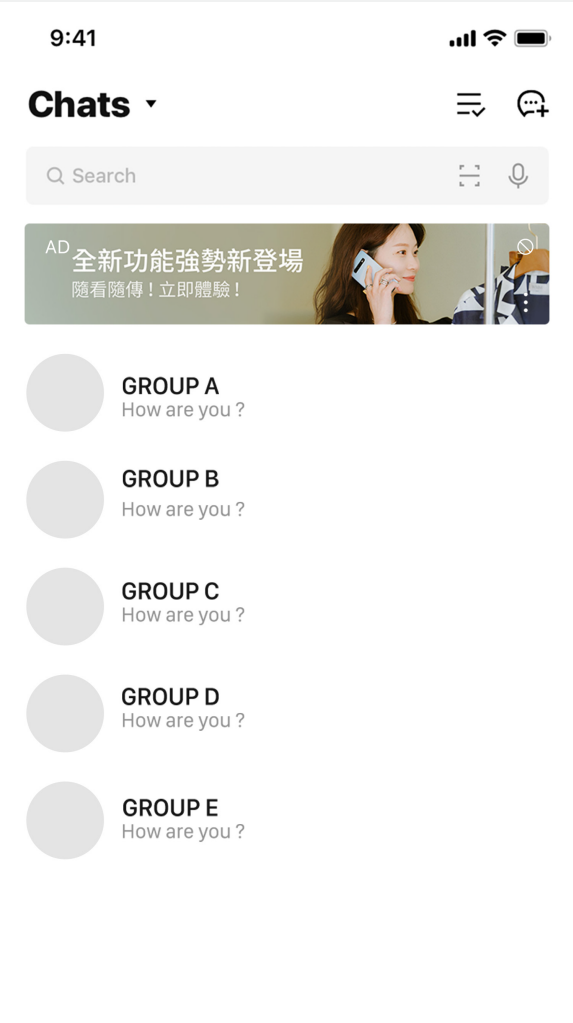 9:41
Chats
Search
AD
全新功能強勢新登場
隨看隨傳！立即體驗！
GROUP A
How are you ?
GROUP B
How are you ?
GROUP C
How are you ?
GROUP D
How are you ?
GROUP E
How are you ?